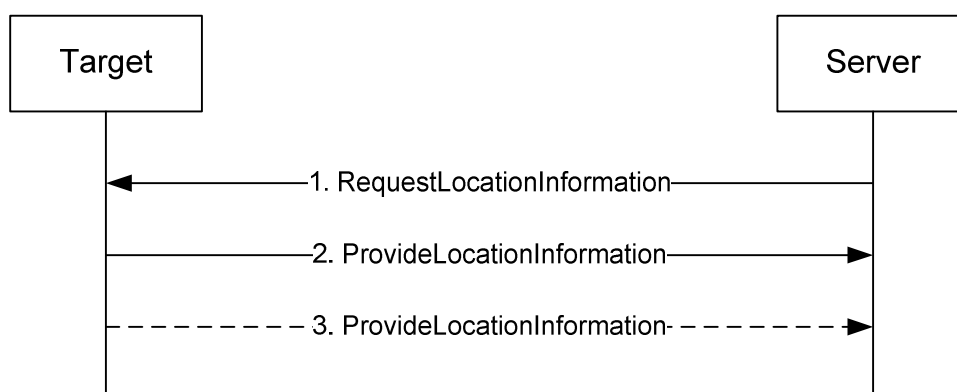 Target
Server
1. RequestLocationInformation
2. ProvideLocationInformation
3. ProvideLocationInformation